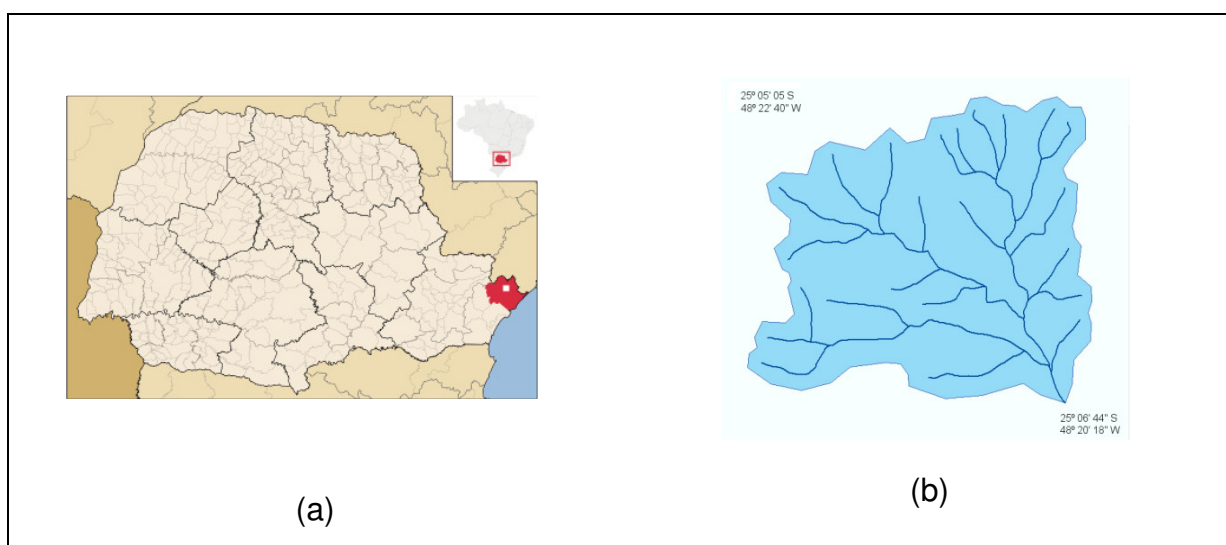 25º 05' 05 S
48º 22' 40" W
25º 06' 44" S
48º 20' 18" W
(a)
(b)